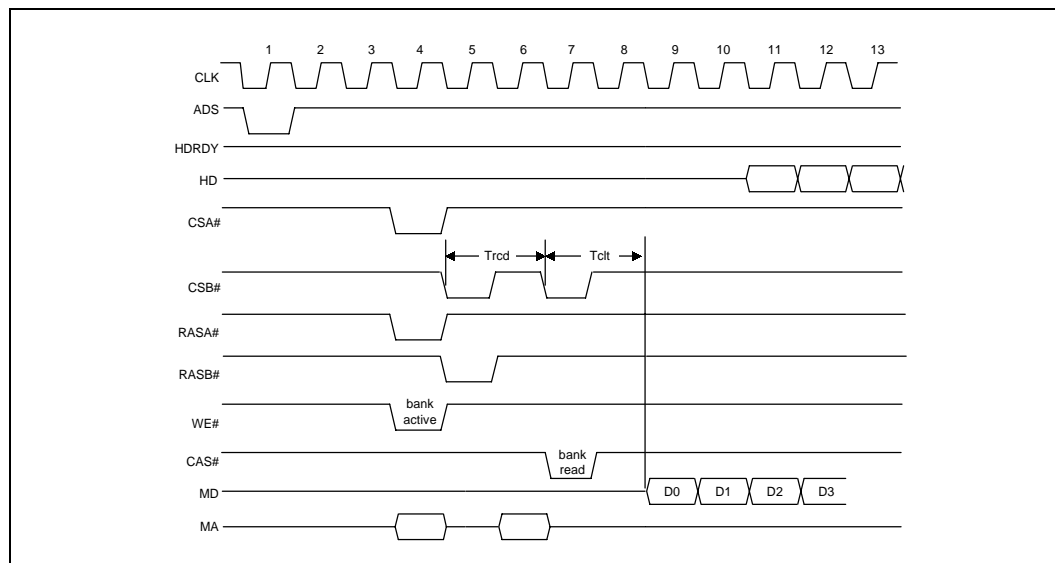 1 2 3 4 5 6 7 8 9 10 11 12 13
CLK
ADS
HDRDY
HD
CSA#
Trcd Tclt
CSB#
RASA#
RASB#
bank
active
WE#
bank
read
CAS#
MD D0 D1 D2 D3
MA